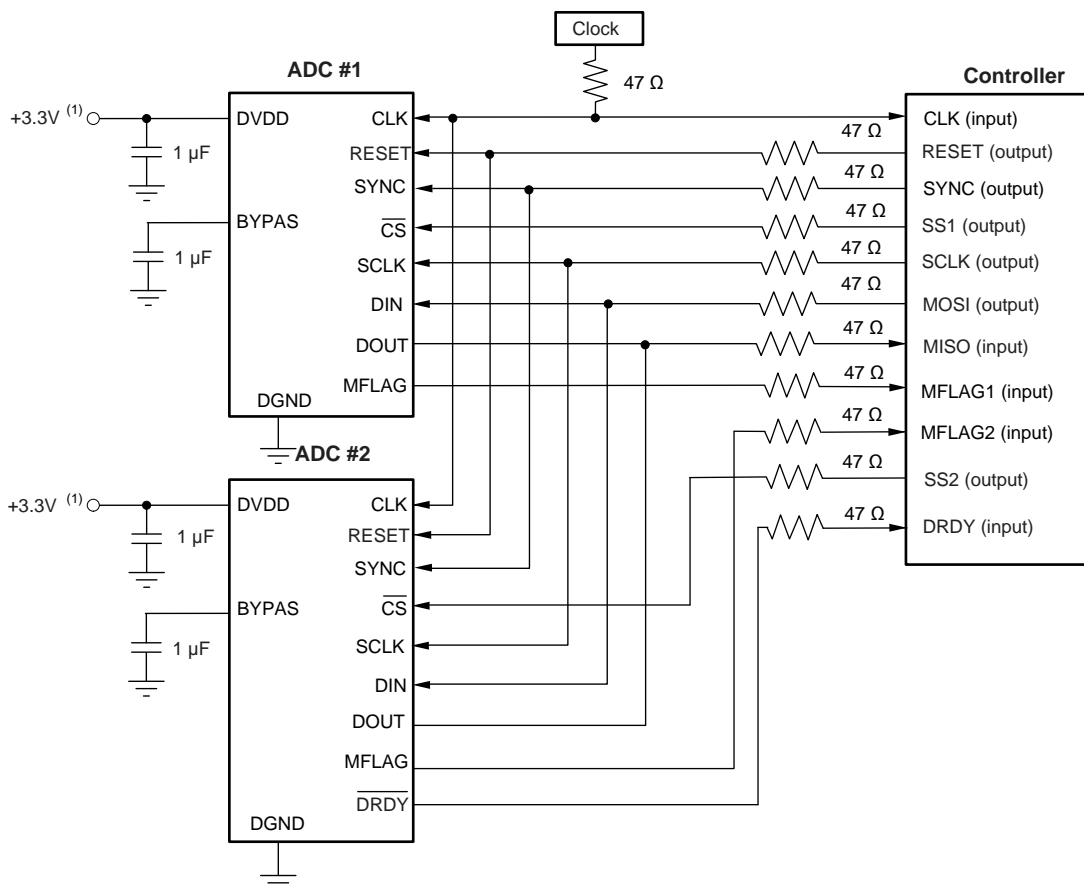 Clock
47 Ω
ADC #1
Controller
+3.3V (1)
DVDD
1 µF
BYPAS
1 µF
DGND
CLK
RESET
SYNC
CS
SCLK
DIN
DOUT
MFLAG
47 Ω
47 Ω
47 Ω
47 Ω
47 Ω
47 Ω
47 Ω
47 Ω
47 Ω
47 Ω
CLK (input)
RESET (output)
SYNC (output)
SS1 (output)
SCLK (output)
MOSI (output)
MISO (input)
MFLAG1 (input)
MFLAG2 (input)
SS2 (output)
DRDY (input)
ADC #2
+3.3V (1)
DVDD
1 µF
BYPAS
1 µF
DGND
CLK
RESET
SYNC
CS
SCLK
DIN
DOUT
MFLAG
DRDY